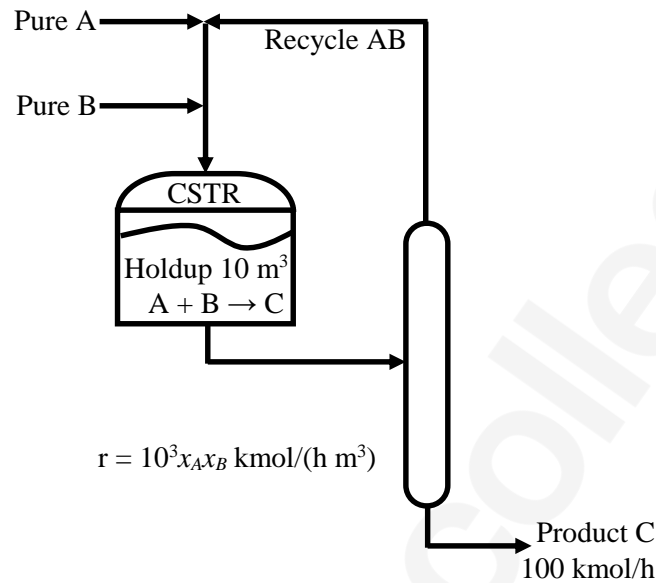 Pure A
Recycle AB
Pure B
CSTR
Holdup 10 m³
A + B → C
r = 10³xAxB kmol/(h m³)
Product C
100 kmol/h